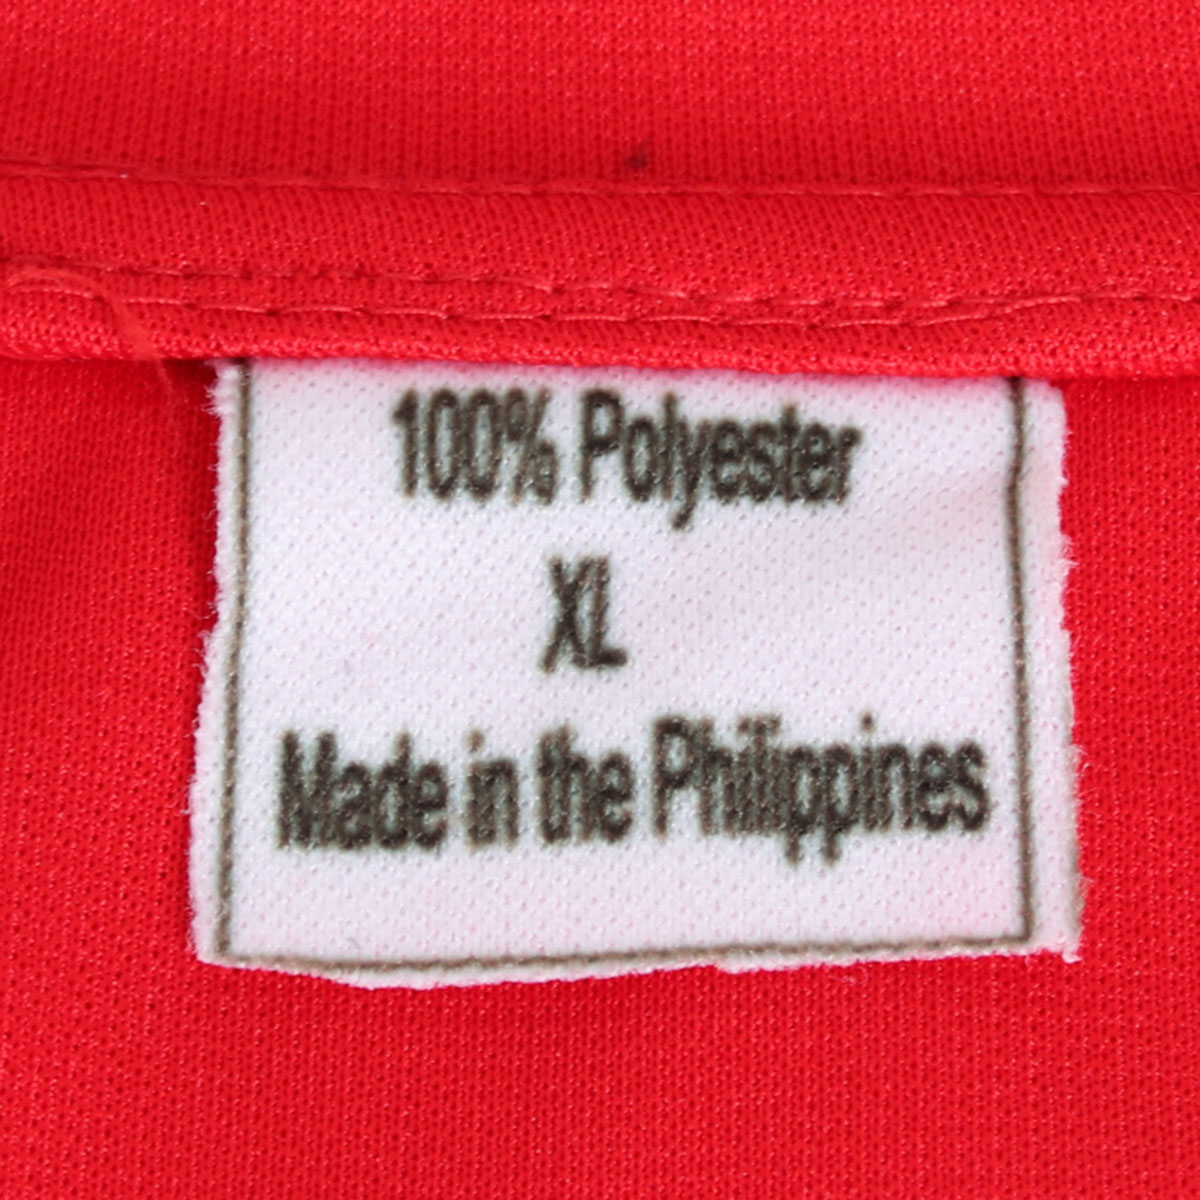 100% Polyester
XL
Made in the Philippines